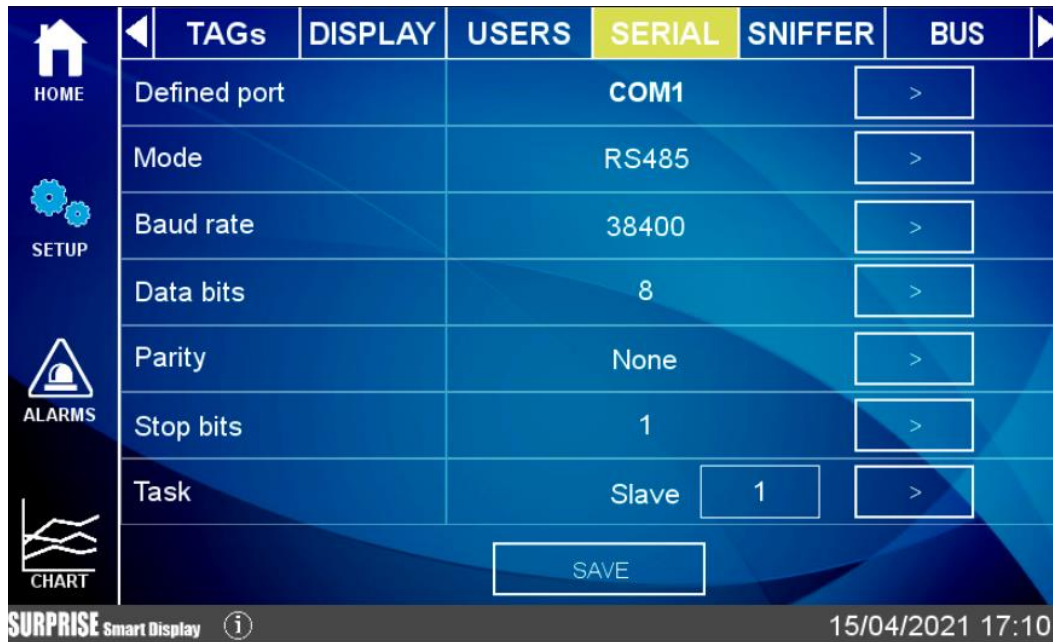 TAGs DISPLAY USERS SERIAL SNIFFER BUS
HOME
Defined port COM1 >
Mode RS485 >
Baud rate 38400 >
SETUP
Data bits 8 >
Parity None >
ALARMS
Stop bits 1 >
Task Slave 1 >
SAVE
CHART
SURPRISE Smart Display i 15/04/2021 17:10